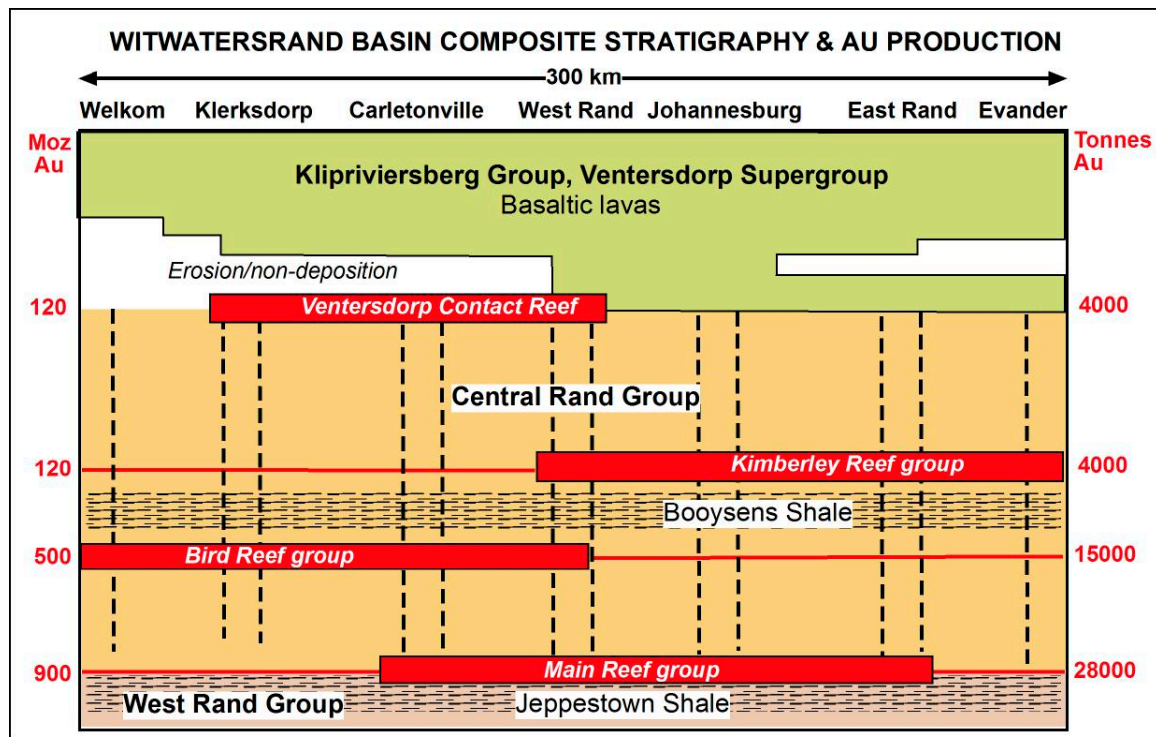 WITWATERSRAND BASIN COMPOSITE STRATIGRAPHY & AU PRODUCTION
300 km
Welkom Klerksdorp Carletonville West Rand Johannesburg East Rand Evander
Moz
Au
Tonnes
Au
Klipriviersberg Group, Ventersdorp Supergroup
Basaltic lavas
Erosion/non-deposition
120 Ventersdorp Contact Reef 4000
Central Rand Group
120 Kimberley Reef group 4000
Booysens Shale
500 Bird Reef group 15000
900 Main Reef group 28000
West Rand Group Jeppestown Shale